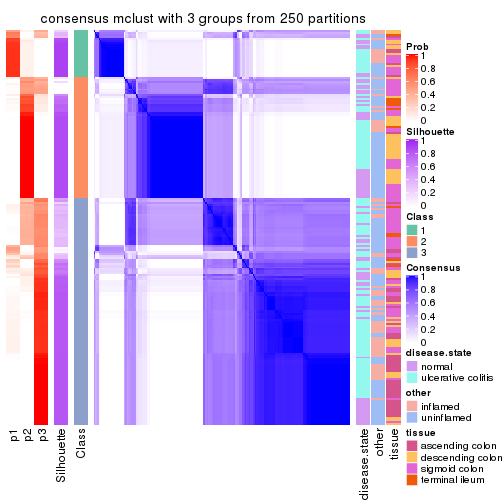 consensus mclust with 3 groups from 250 partitions
Prob
1
0.8
0.6
0.4
0.2
0
Silhouette
1
0.8
0.6
0.4
0.2
0
Class
1
2
3
Consensus
1
0.8
0.6
0.4
0.2
0
disease.state
normal
ulcerative colitis
other
inflamed
uninflamed
tissue
ascending colon
descending colon
sigmoid colon
terminal ileum
p1
p2
p3
Silhouette
Class
disease.state
other
tissue